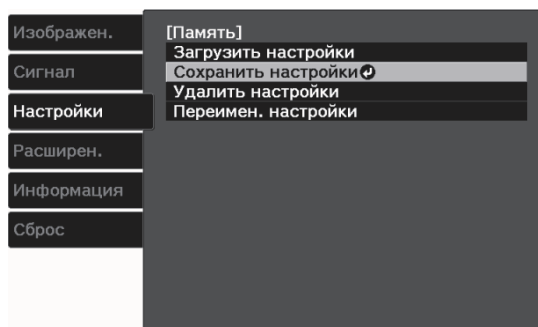 Изображен.
Сигнал
Настройки
Расширен.
Информация
Сброс
[Память]
Загрузить настройки
Сохранить настройки
Удалить настройки
Переимен. настройки